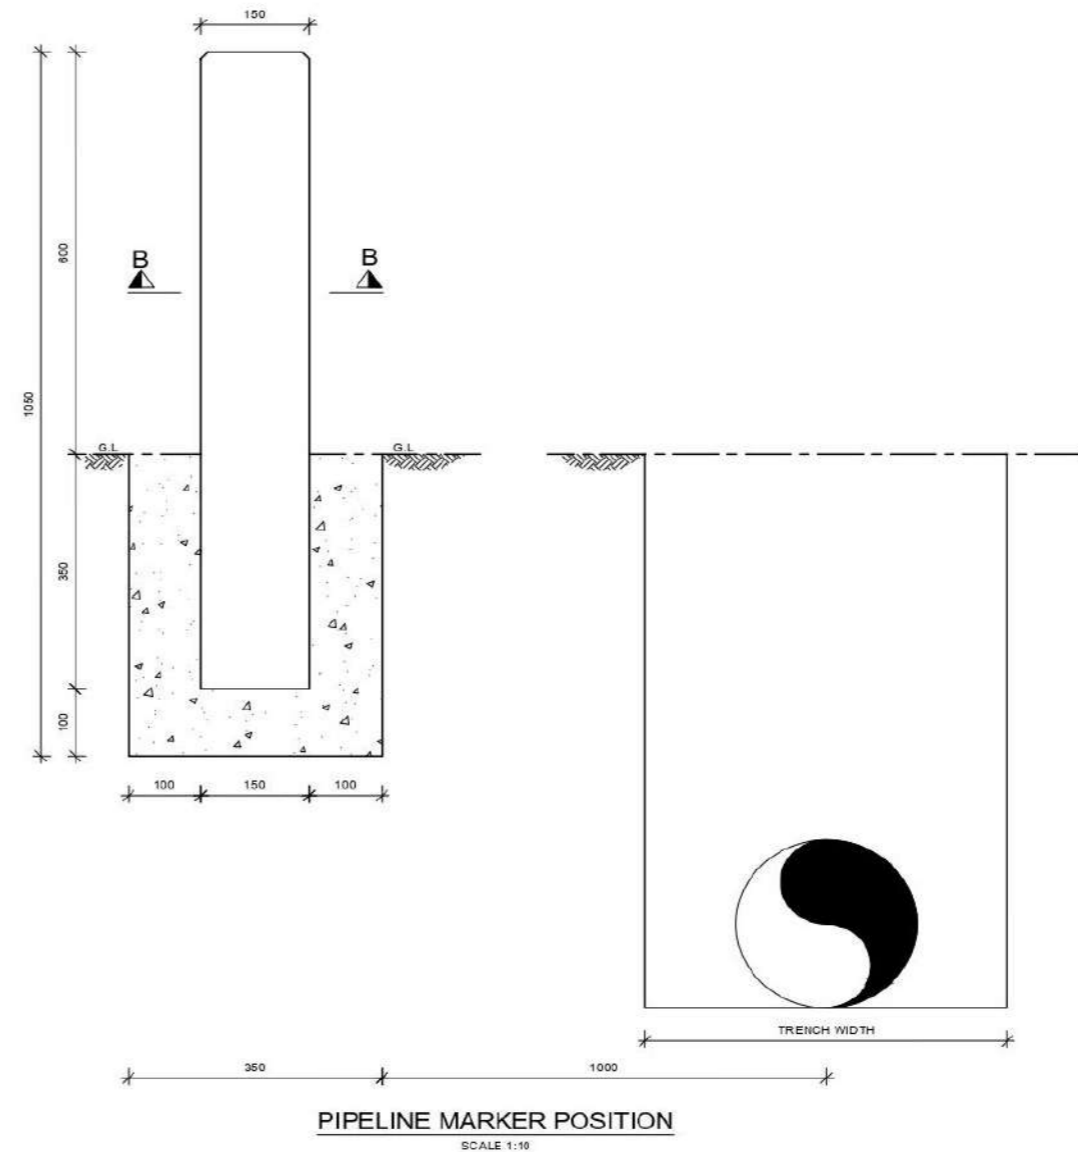 150
600
B
B
1050
G.L
G.L
350
100
100
150
100
TRENCH WIDTH
350
1000
PIPELINE MARKER POSITION
SCALE 1:10